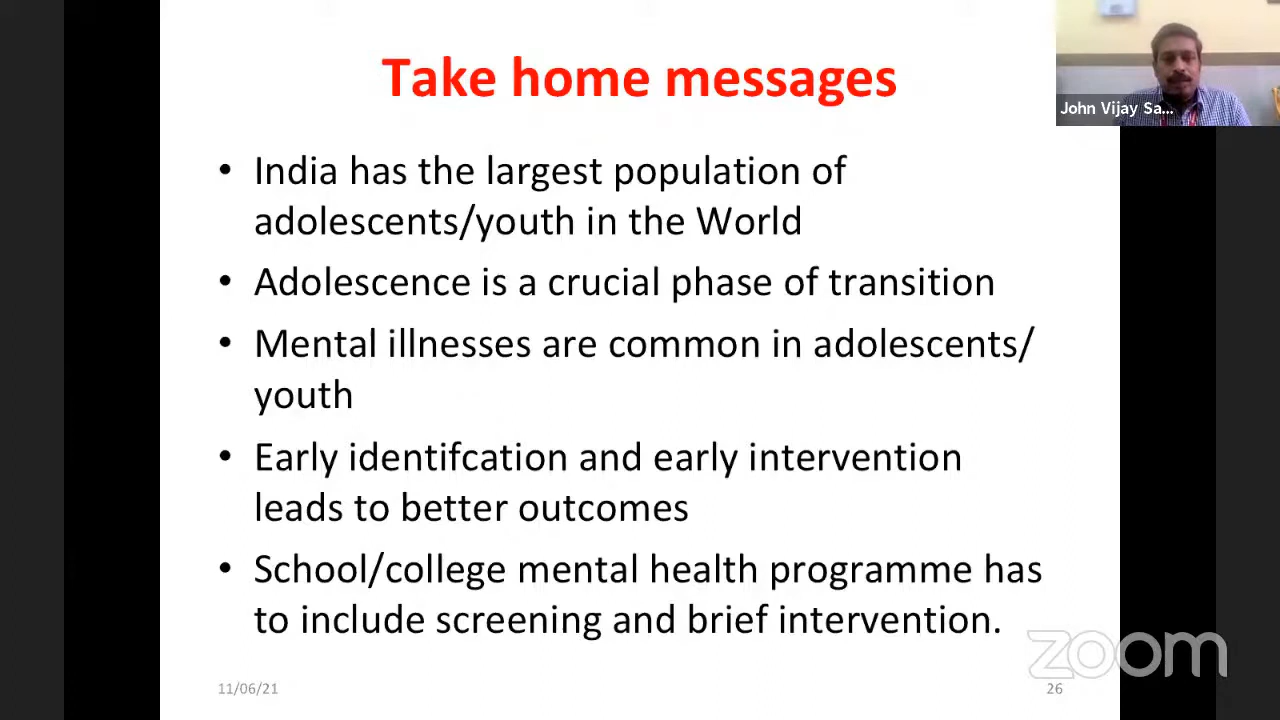 Take home messages
John Vijay Sa...
• India has the largest population of
adolescents/youth in the World
• Adolescence is a crucial phase of transition
• Mental illnesses are common in adolescents/
youth
• Early identifcation and early intervention
leads to better outcomes
• School/college mental health programme has
to include screening and brief intervention.
zoom
11/06/21
26